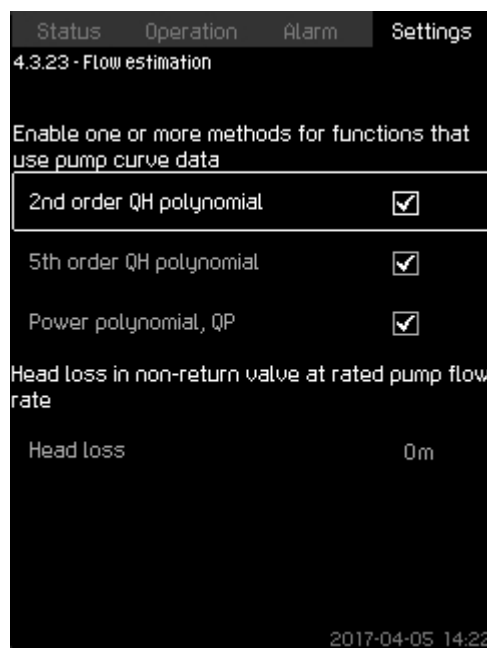 Status Operation Alarm Settings
4.3.23 - Flow estimation
Enable one or more methods for functions that
use pump curve data
2nd order QH polynomial
5th order QH polynomial
Power polynomial, QP
Head loss in non-return valve at rated pump flow
rate
Head loss 0m
2017-04-05 14:22